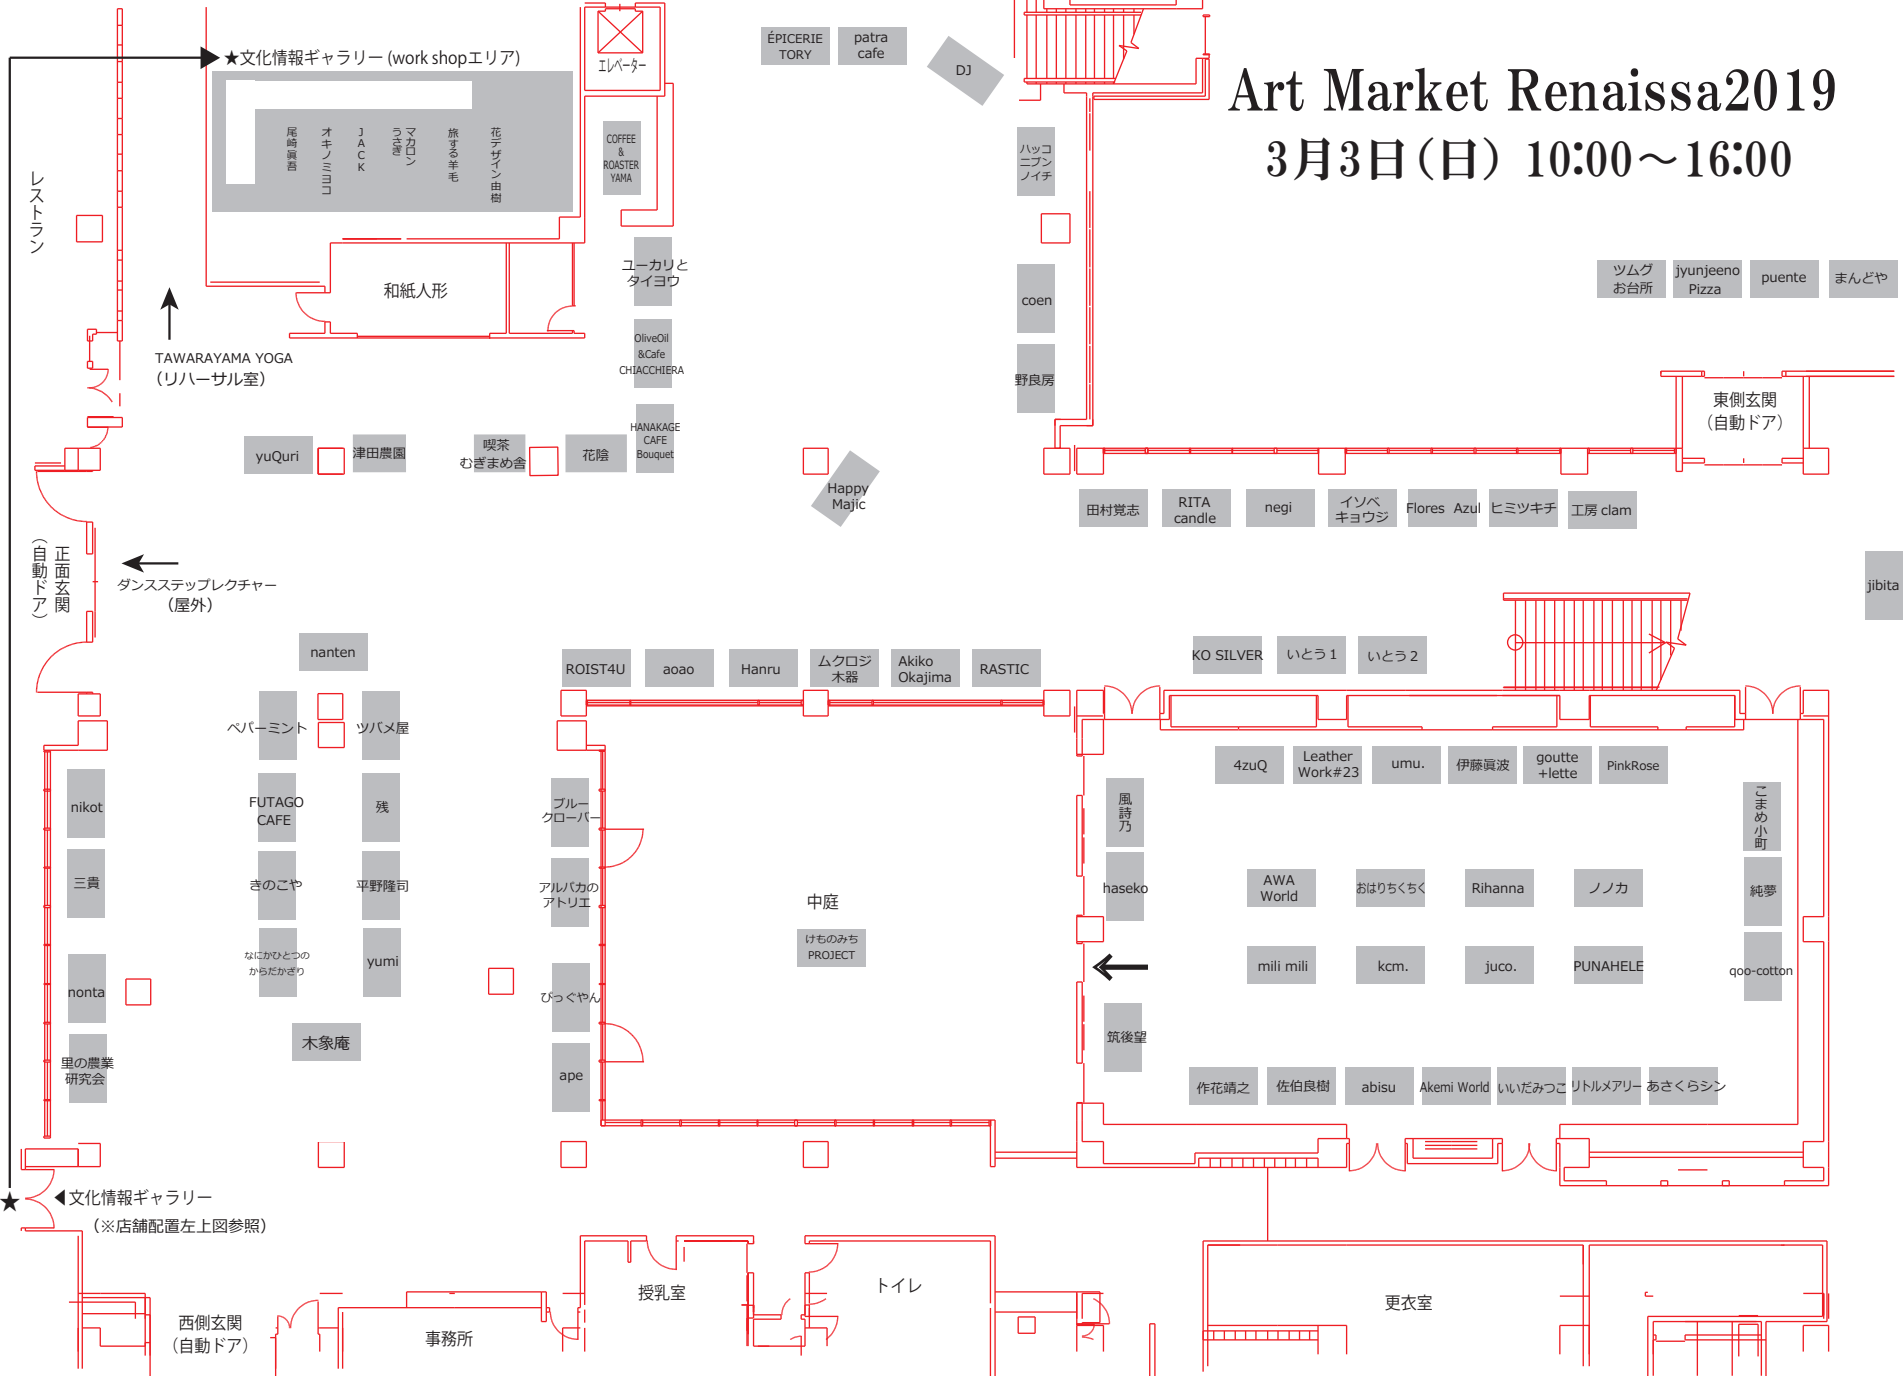 Art Market Renaissa2019
3月3日(日) 10:00～16:00
★文化情報ギャラリー (work shopエリア)
尾崎眞吾
オキノミヨコ
JACK
マカロン
うさぎ
旅する羊毛
花デザイン由樹
エレベーター
ÉPICERIE
TORY
patra
cafe
DJ
COFFEE
&
ROASTER
YAMA
ハッコ
ニブン
ノイチ
レストラン
ユーカリと
タイヨウ
和紙人形
coen
ツムグ
お台所
jyunjeeno
Pizza
puente
まんどや
TAWARAYAMA YOGA
（リハーサル室）
OliveOil
&Cafe
CHIACCHIERA
野良房
東側玄関
（自動ドア）
HANAKAGE
CAFE
Bouquet
yuQuri
津田農園
喫茶
むぎまめ舎
花陰
Happy
Majic
田村覚志
RITA
candle
negi
イソベ
キョウジ
Flores Azul
ヒミツキチ
工房 clam
正面玄関
（自動ドア）
ダンスステップレクチャー
（屋外）
jibita
nanten
ROIST4U
aoao
Hanru
ムクロジ
木器
Akiko
Okajima
RASTIC
KO SILVER
いとう１
いとう２
ペパーミント
ツバメ屋
4zuQ
Leather
Work#23
umu.
伊藤眞波
goutte
+lette
PinkRose
nikot
FUTAGO
CAFE
残
ブルー
クローバー
風詩乃
こまめ小町
三貴
きのこや
平野隆司
アルパカの
アトリエ
中庭
haseko
AWA
World
おはりちくちく
Rihanna
ノノカ
純夢
けものみち
PROJECT
なにかひとつの
からだかざり
yumi
nonta
びっぐやん
mili mili
kcm.
juco.
PUNAHELE
qoo-cotton
木象庵
筑後望
里の農業
研究会
ape
作花靖之
佐伯良樹
abisu
Akemi World
いいだみつこ
リトルメアリー
あさくらシン
★
文化情報ギャラリー
（※店舗配置左上図参照）
授乳室
トイレ
更衣室
西側玄関
（自動ドア）
事務所